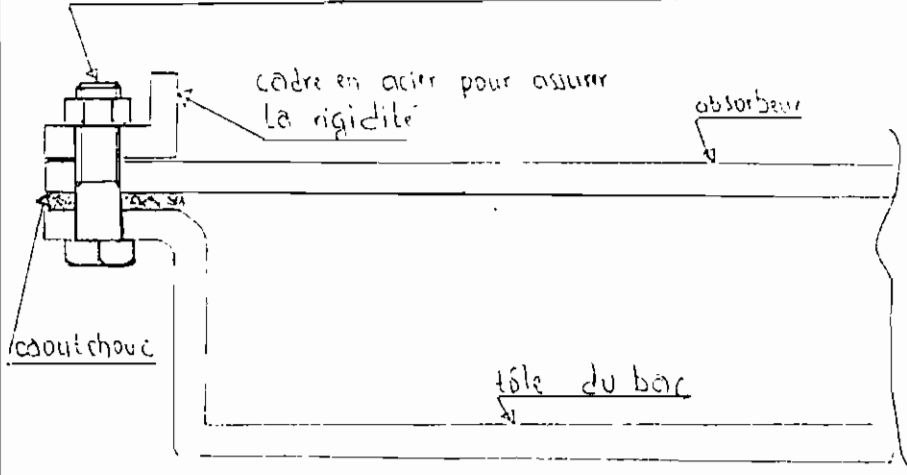 cadre en acier pour assurer
la rigidité
absorbeur
caoutchouc
tôle du bac